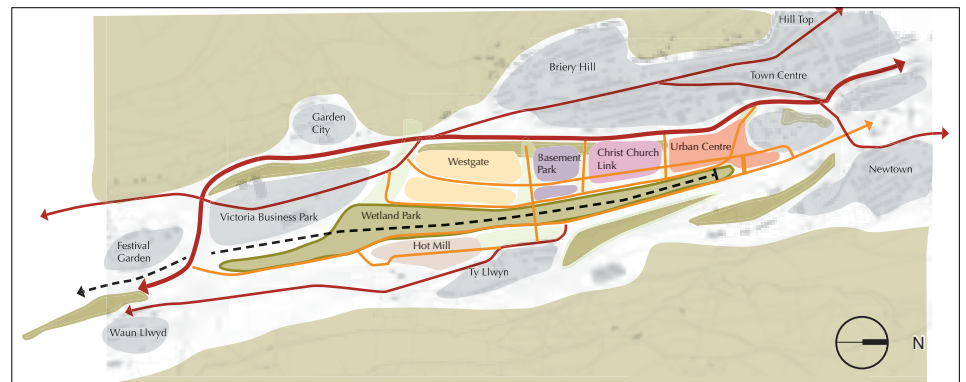 Hill Top
Briery Hill
Town Centre
Garden
City
Westgate
Basement
Park
Christ Church
Link
Urban Centre
Newtown
Victoria Business Park
Wetland Park
Festival
Garden
Hot Mill
Ty Llwyn
Waun Llwyd
N